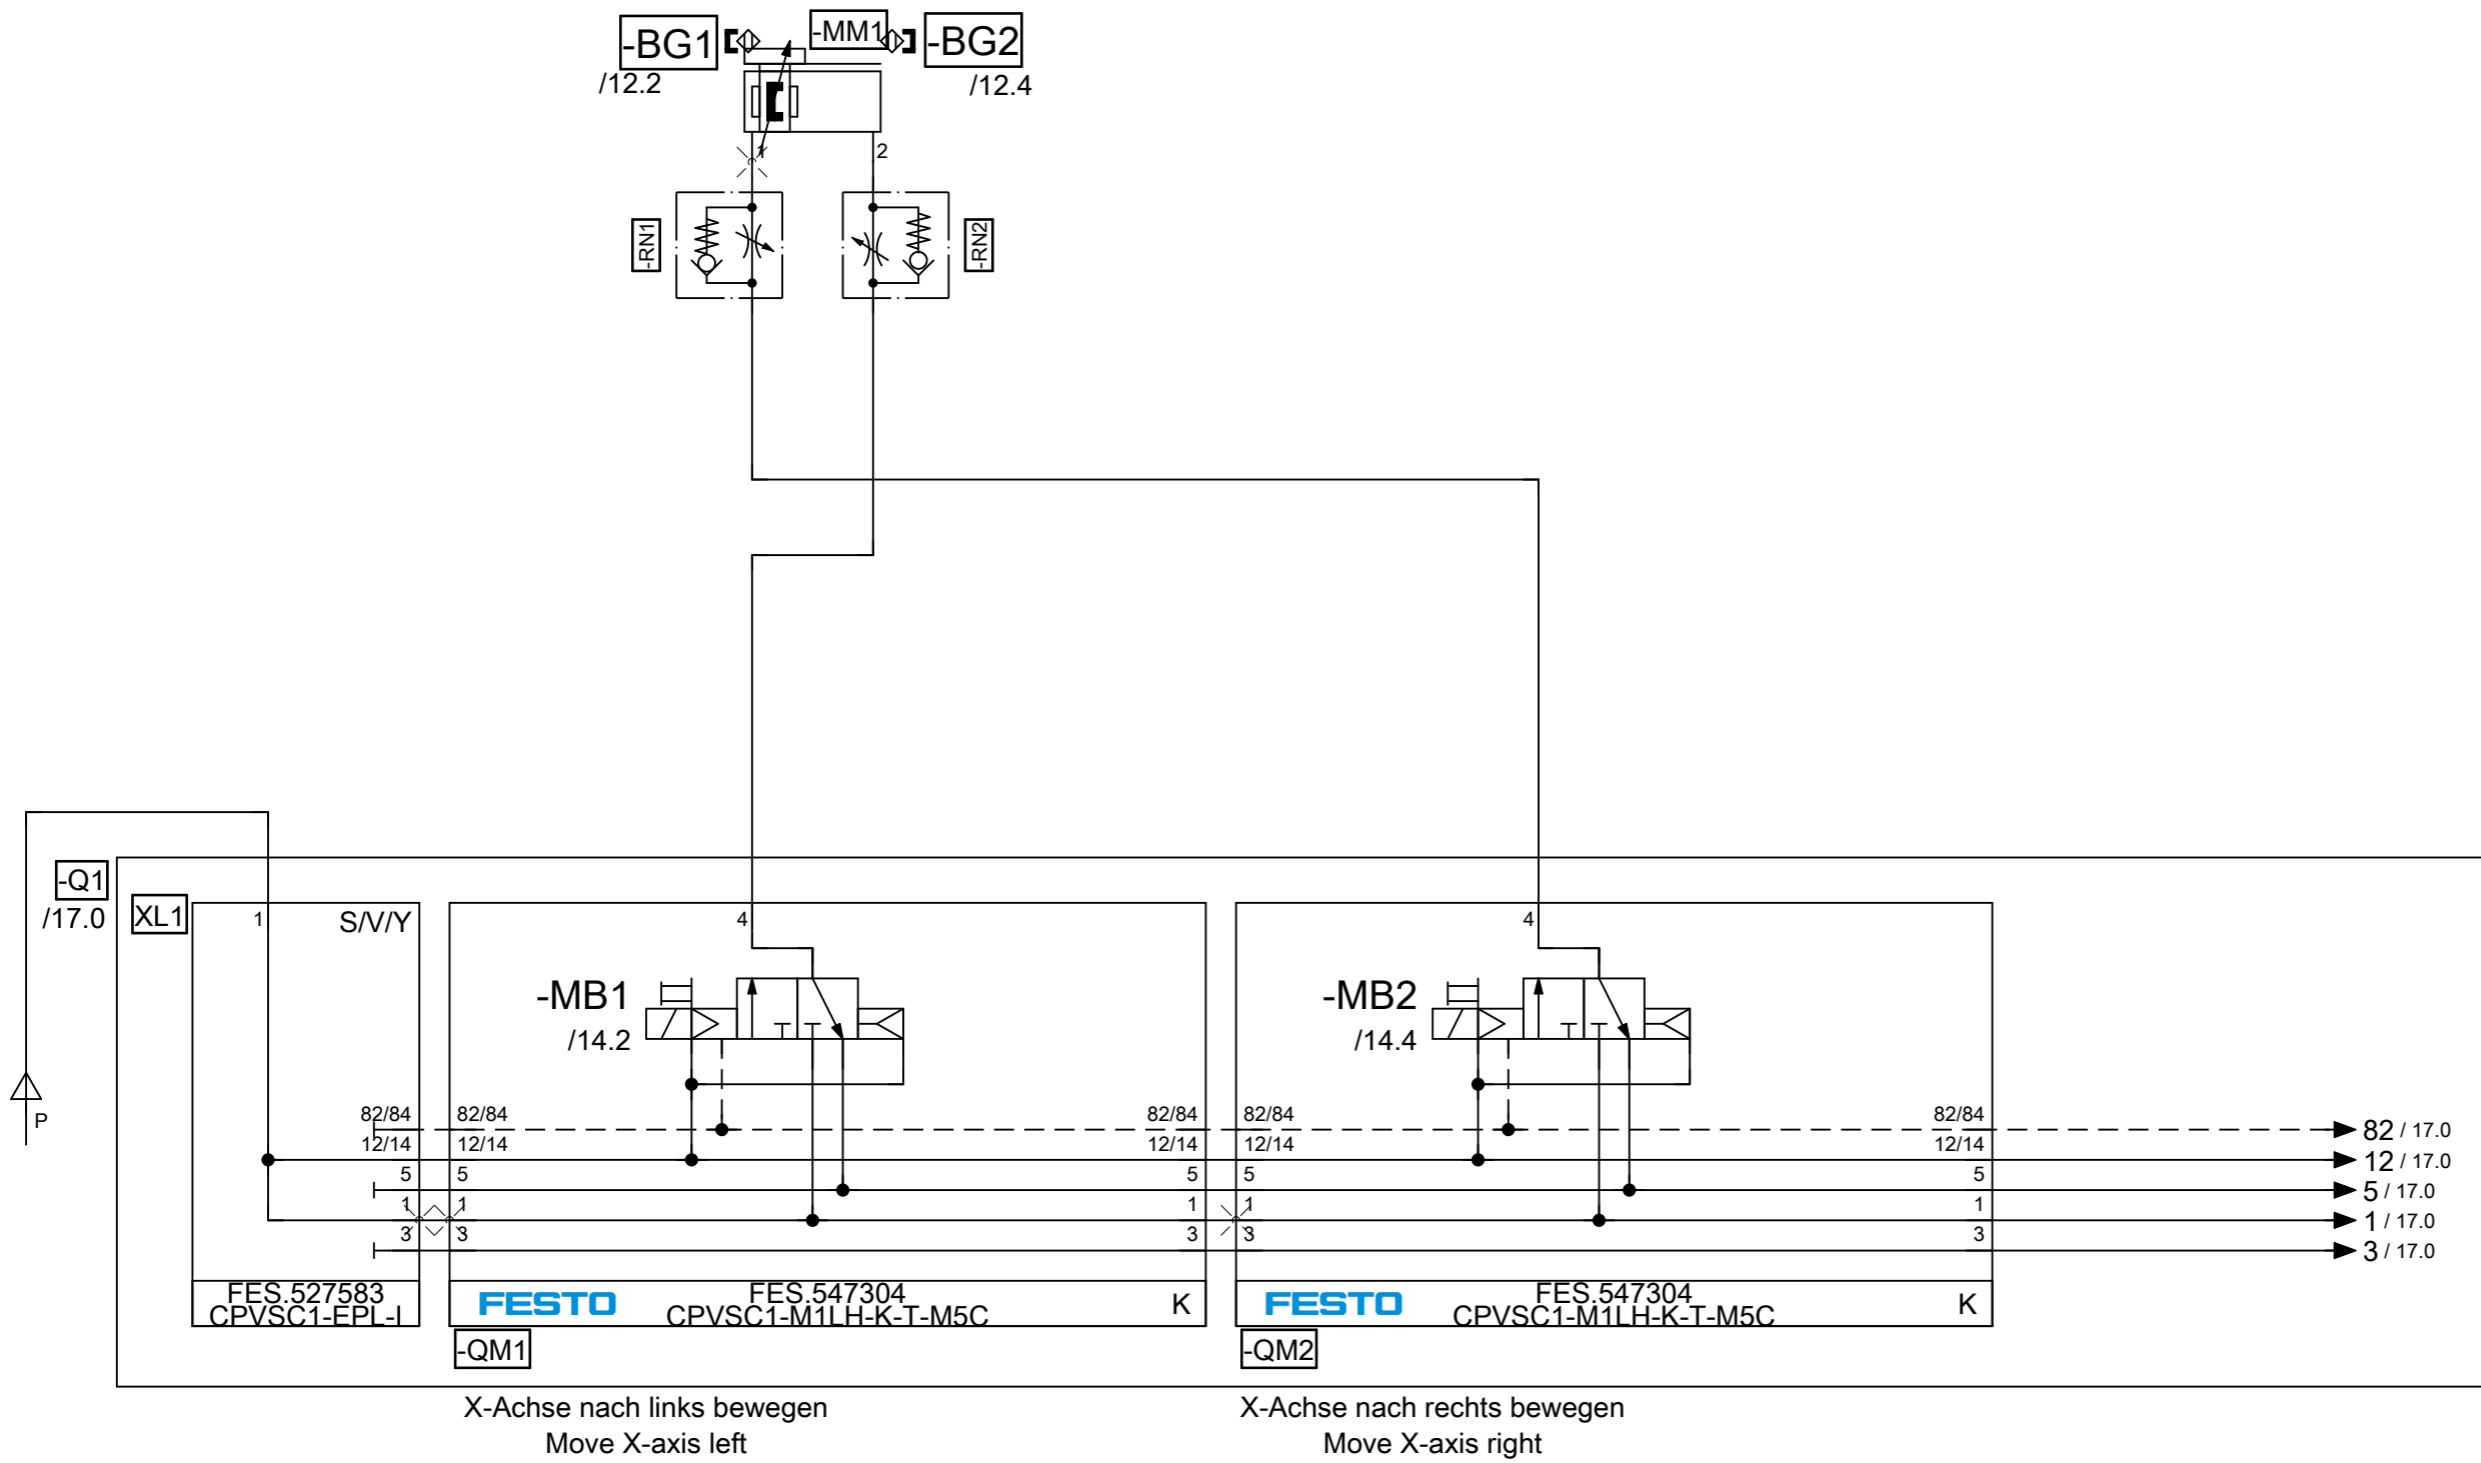 -BG1
-MM1
-BG2
/12.2
/12.4
1
2
-RN1
-RN2
-Q1
/17.0
XL1
1
S/V/Y
4
4
-MB1
/14.2
-MB2
/14.4
P
82/84
82/84
82/84
82/84
82/84
82 / 17.0
12/14
12/14
12/14
12/14
12/14
12 / 17.0
5
5
5
5
5
5 / 17.0
1
1
1
1
1
1 / 17.0
3
3
3
3
3
3 / 17.0
FES.527583
CPVSC1-EPL-I
FESTO
FES.547304
CPVSC1-M1LH-K-T-M5C
K
FESTO
FES.547304
CPVSC1-M1LH-K-T-M5C
K
-QM1
-QM2
X-Achse nach links bewegen
Move X-axis left
X-Achse nach rechts bewegen
Move X-axis right